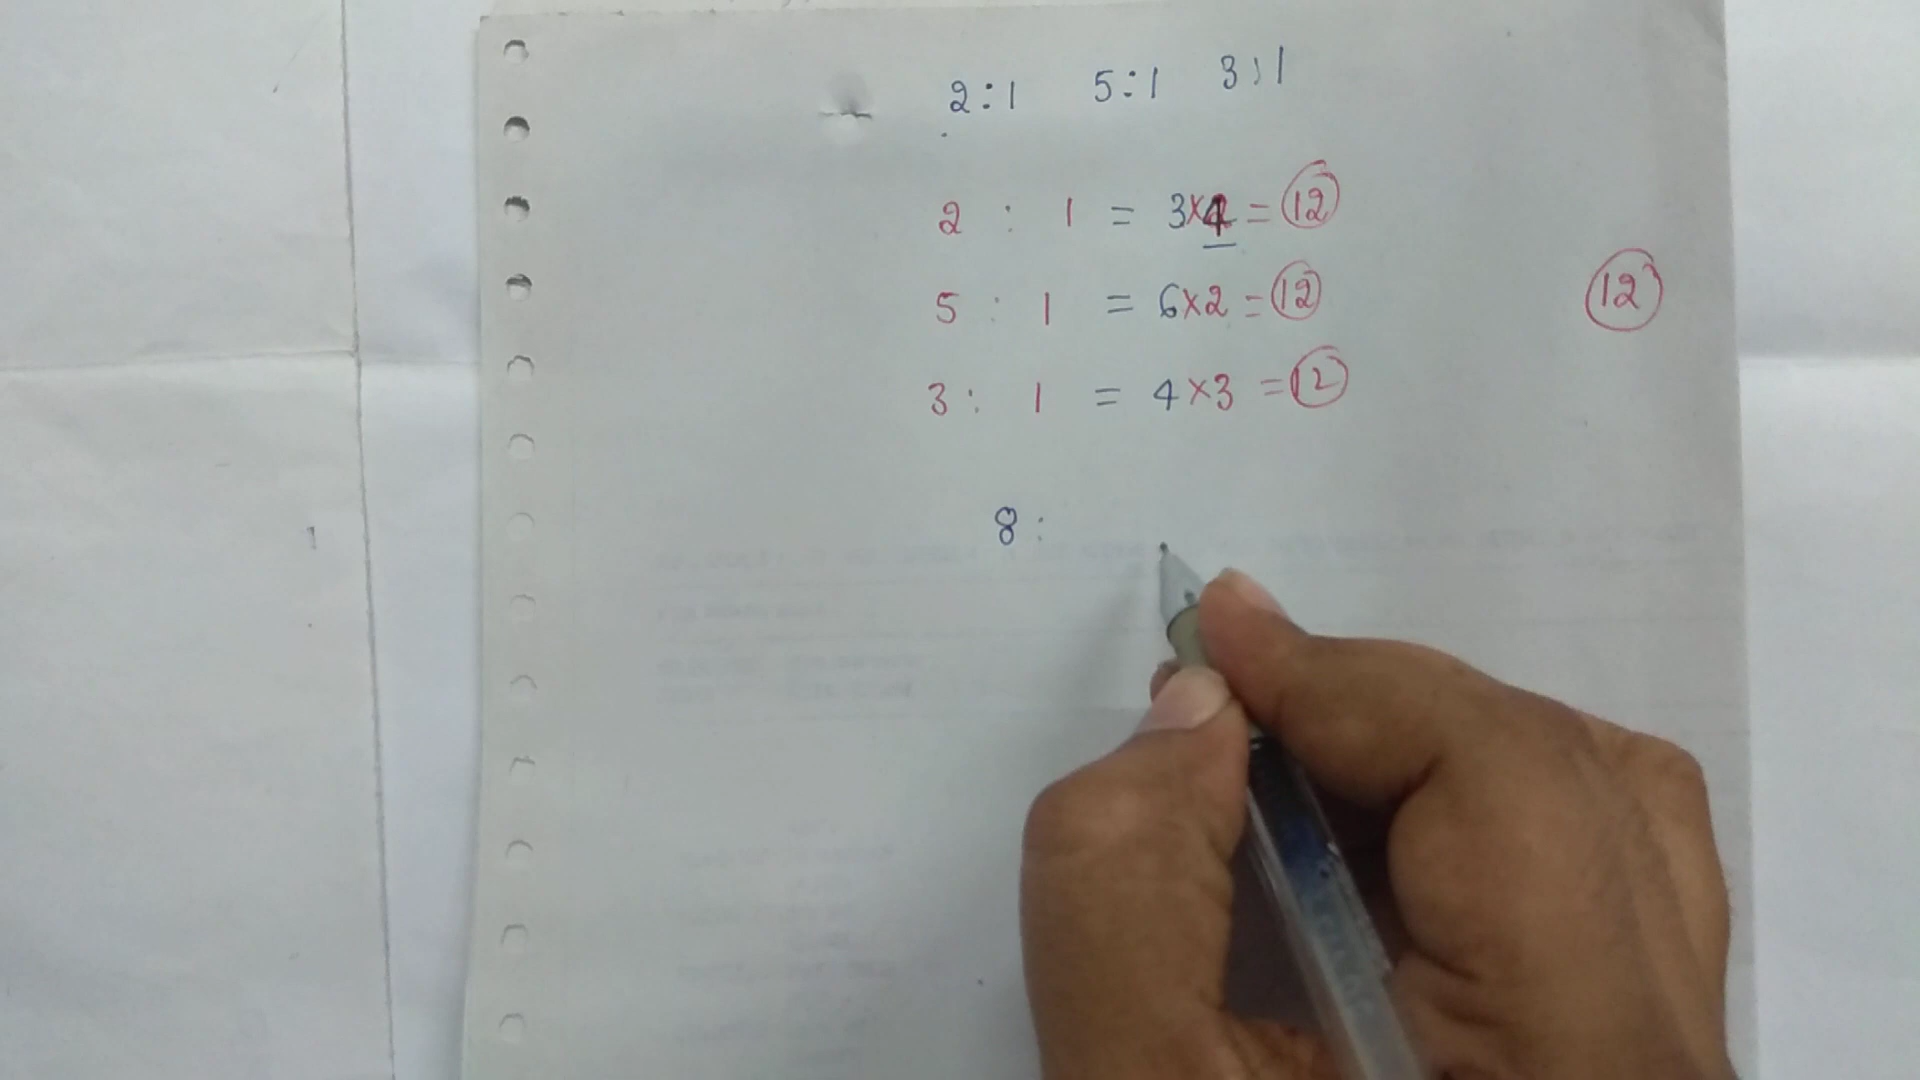 2:1 5:1 3:1
2 : 1 = 3×4 = 12
5 : 1 = 6×2 = 12
12
3 : 1 = 4×3 = 12
8 :